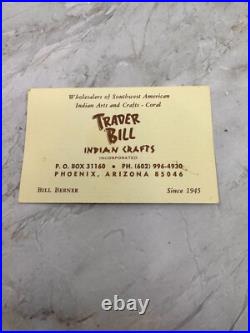 Wholesalers of Southwest American
Indian Arts and Crafts - Coral
TRADER
BILL
INDIAN CRAFTS
INCORPORATED
P. O. BOX 31160 • PH. (602) 996-4920
PHOENIX, ARIZONA 85046
BILL BERNER Since 1945